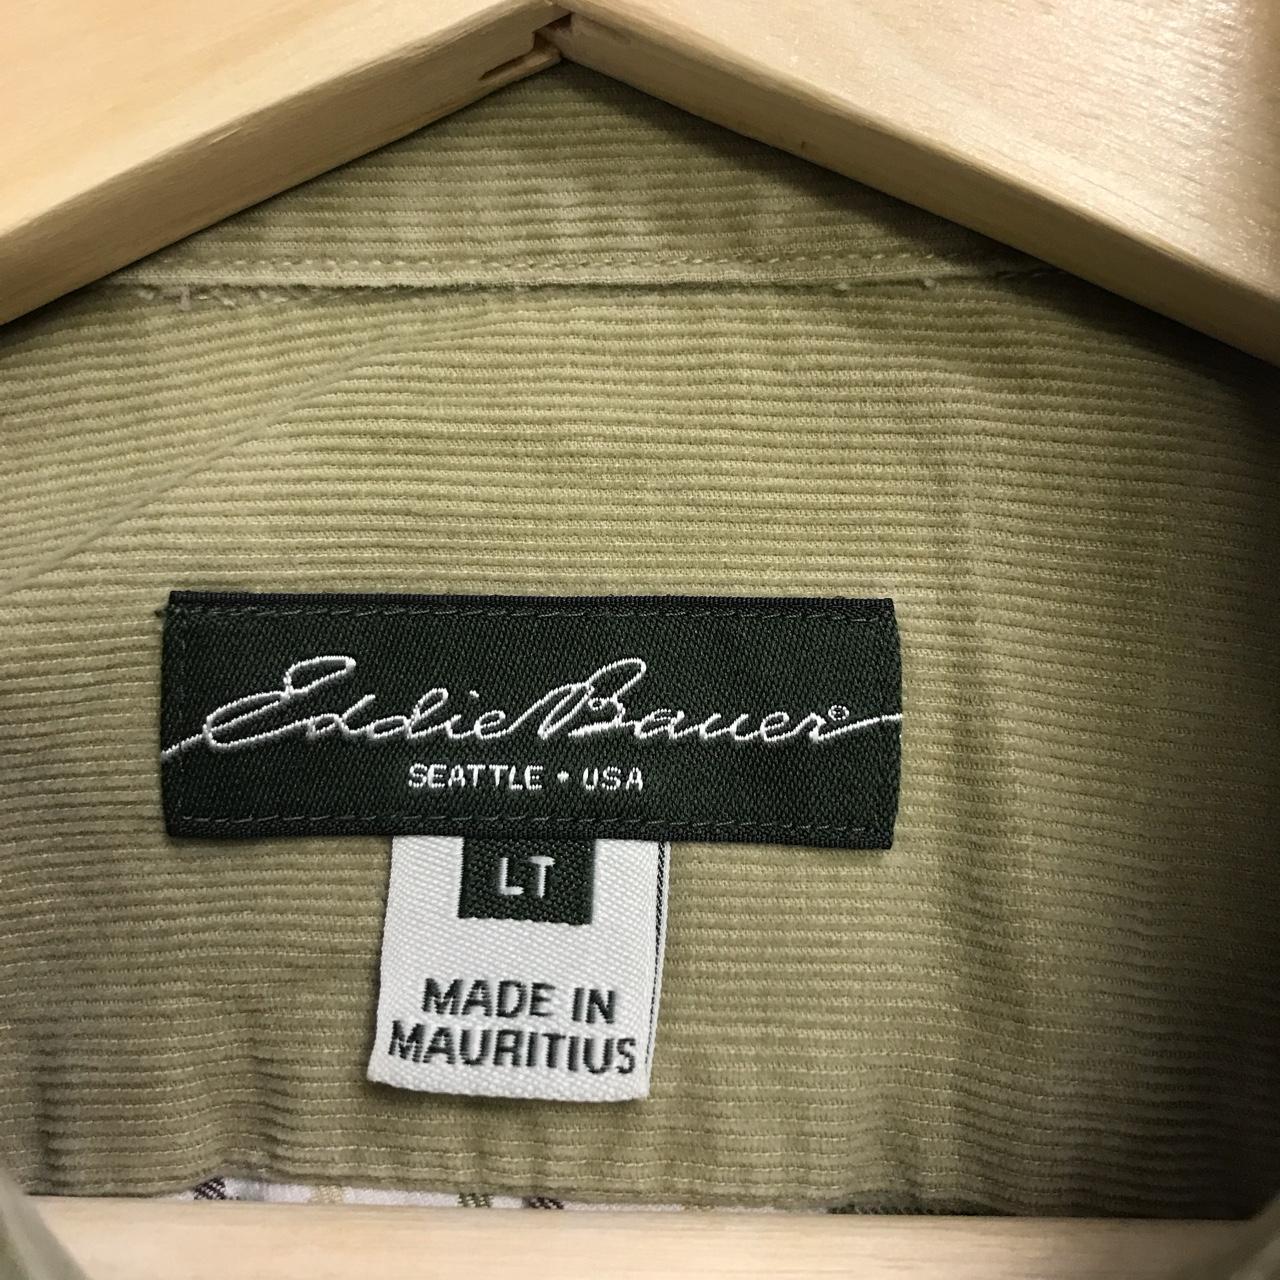 Eddie Bauer®
SEATTLE • USA
LT
MADE IN
MAURITIUS